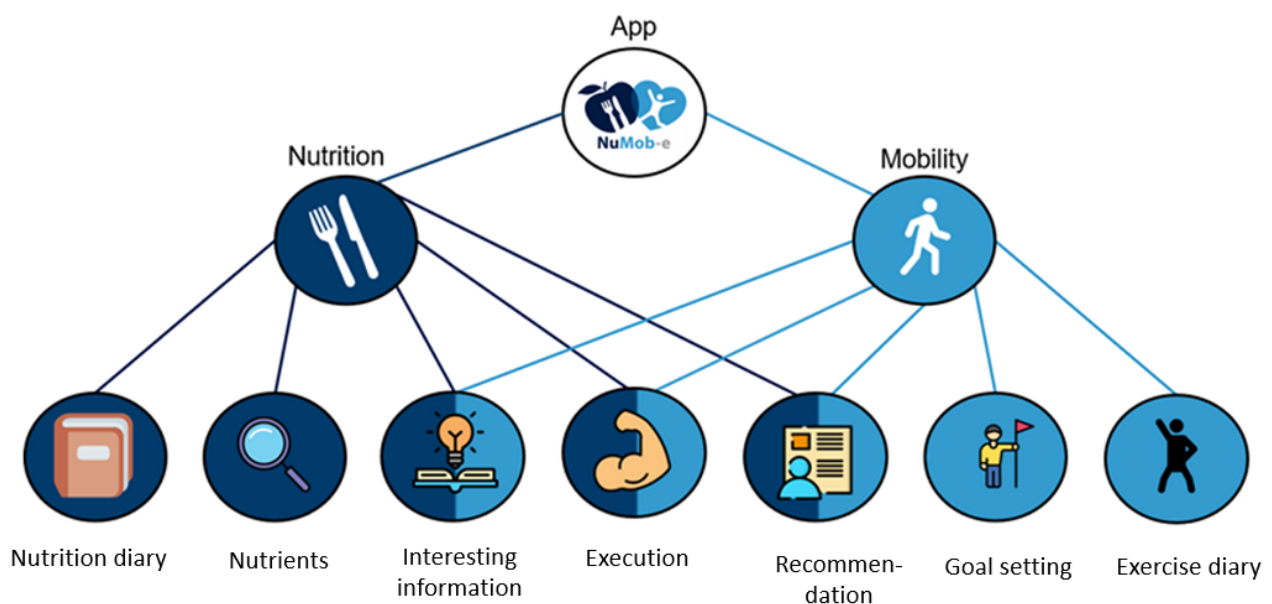 App
NuMob-e
Nutrition
Mobility
Nutrition diary
Nutrients
Interesting
information
Execution
Recommen-
dation
Goal setting
Exercise diary